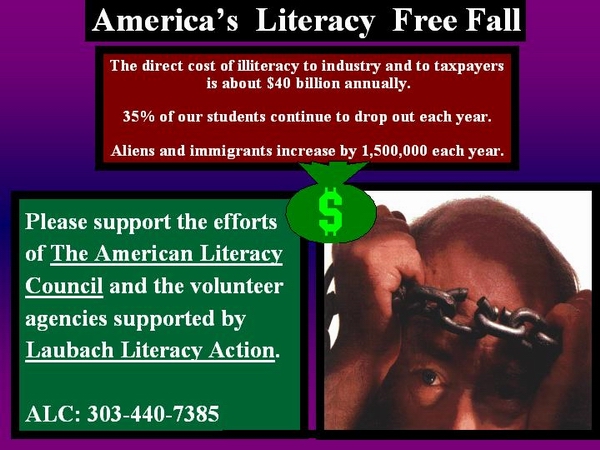 America's Literacy Free Fall
The direct cost of illiteracy to industry and to taxpayers
is about $40 billion annually.
35% of our students continue to drop out each year.
Aliens and immigrants increase by 1,500,000 each year.
$
Please support the efforts
of The American Literacy
Council and the volunteer
agencies supported by
Laubach Literacy Action.
ALC: 303-440-7385